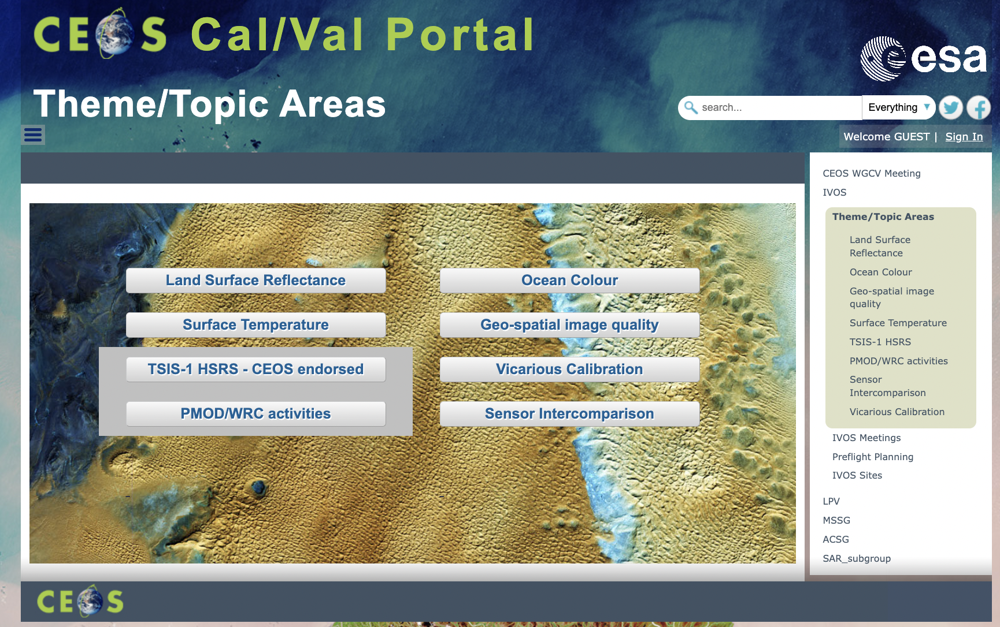 CEOS Cal/Val Portal
esa
Theme/Topic Areas
search...
Everything
Welcome GUEST | Sign In
Land Surface Reflectance
Ocean Colour
Surface Temperature
Geo-spatial image quality
TSIS-1 HSRS - CEOS endorsed
Vicarious Calibration
PMOD/WRC activities
Sensor Intercomparison
CEOS WGCV Meeting
IVOS
Theme/Topic Areas
Land Surface
Reflectance
Ocean Colour
Geo-spatial image
quality
Surface Temperature
TSIS-1 HSRS
PMOD/WRC activities
Sensor
Intercomparison
Vicarious Calibration
IVOS Meetings
Preflight Planning
IVOS Sites
LPV
MSSG
ACSG
SAR_subgroup
CEOS